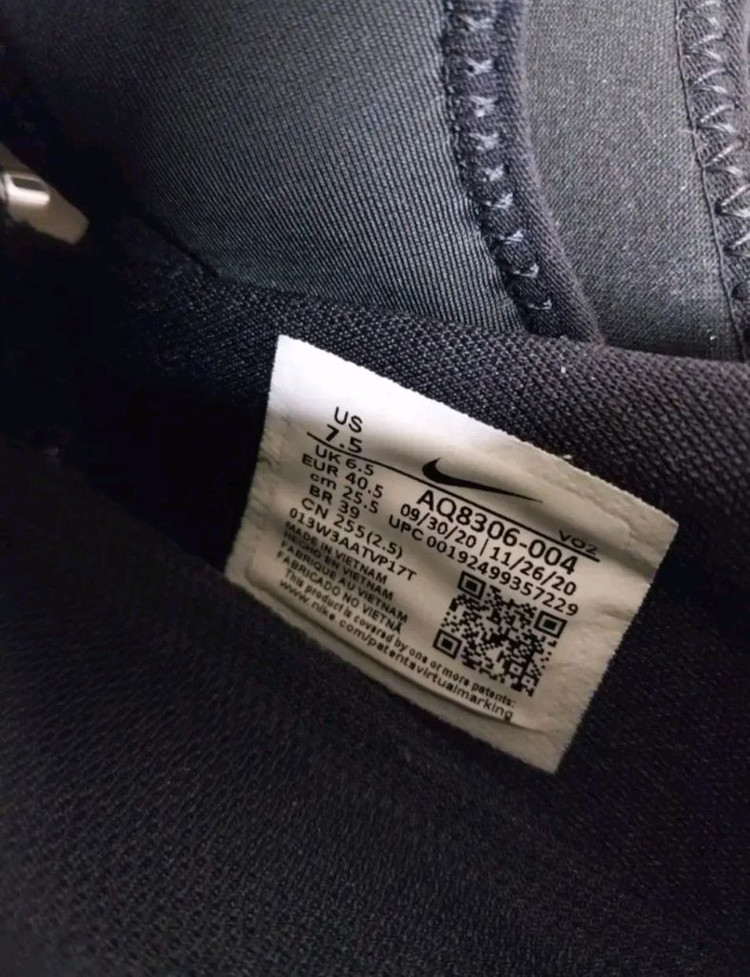 US
7.5
UK 6.5
EUR 40.5
cm 25.5
BR 39
CN 255(2.5)
013W3AATVP17T
MADE IN VIETNAM
HECHO EN VIETNAM
FABRIQUE AU VIETNAM
FABRICADO NO VIETNÃ
This product is covered by one or more patents:
www.nike.com/patentsvirtualmarking
VOZ
AQ8306-004
09/30/20 | 11/26/20
UPC 00192499357229